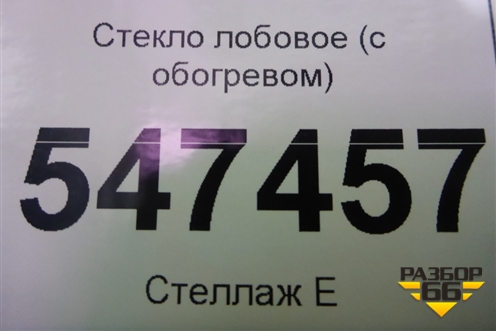 Стекло лобовое (с
обогревом)
547457
Стеллаж Е
РАЗБОР
66